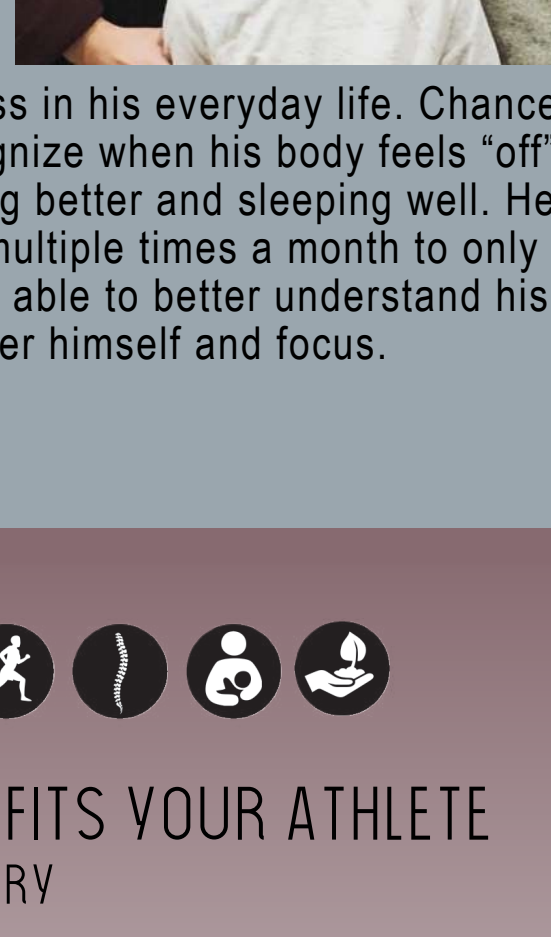 ss in his everyday life. Chance
gnize when his body feels “off”
g better and sleeping well. He
multiple times a month to only
able to better understand his
er himself and focus.
FITS YOUR ATHLETE
RY